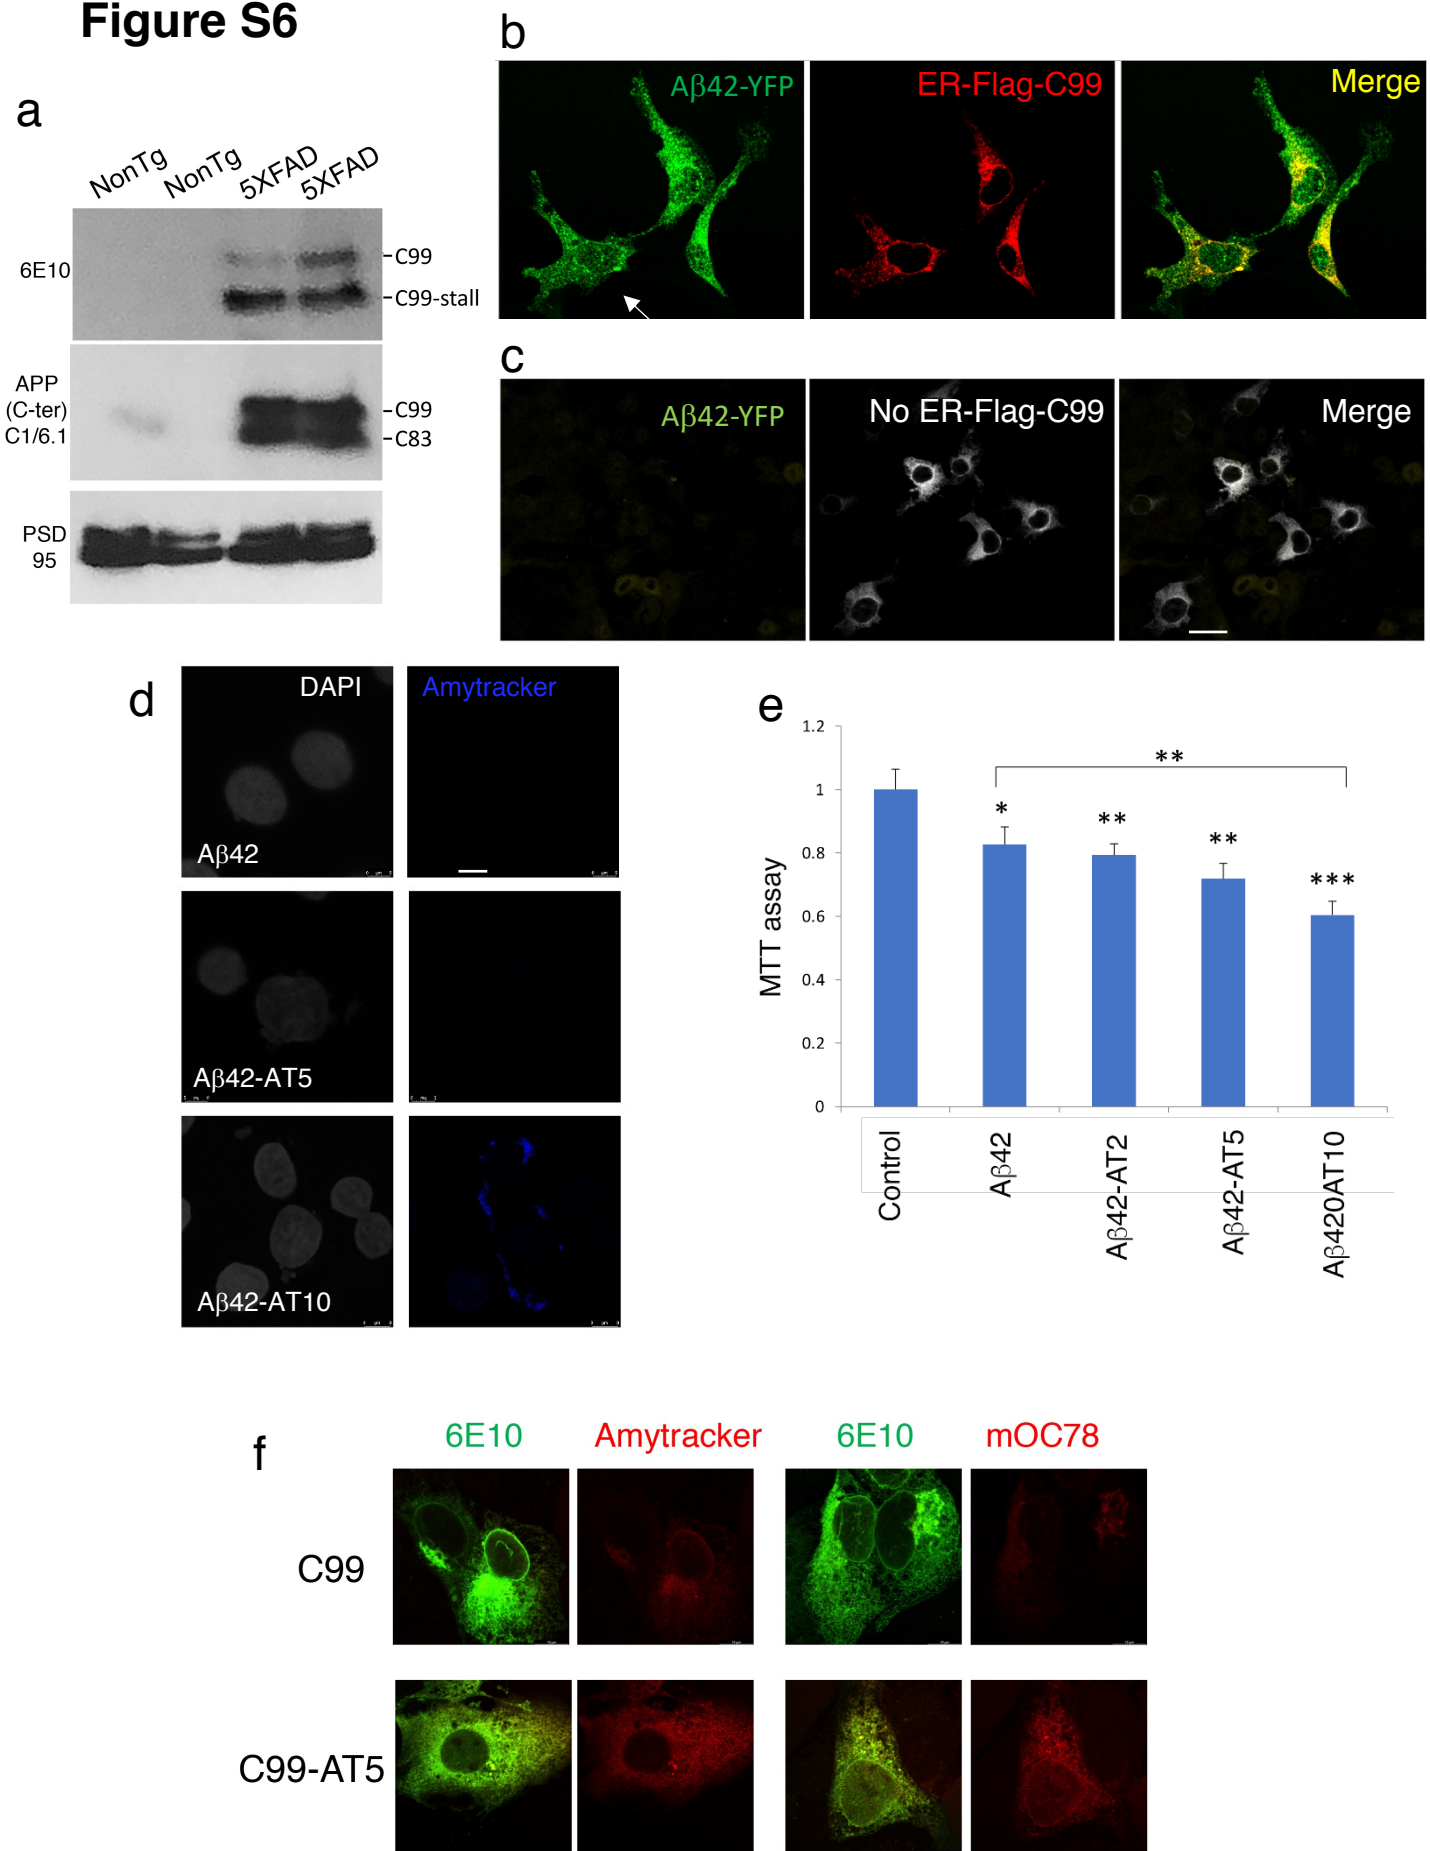 Figure S6
a
NonTg
NonTg
5XFAD
5XFAD
6E10
C99
C99-stall
APP
(C-ter)
C1/6.1
C99
C83
PSD
95
b
Aβ42-YFP
ER-Flag-C99
Merge
c
Aβ42-YFP
No ER-Flag-C99
Merge
d
DAPI
Amytracker
Aβ42
Aβ42-AT5
Aβ42-AT10
e
1.2
1
0.8
0.6
0.4
0.2
0
MTT assay
**
*
**
**
***
Control
Aβ42
Aβ42-AT2
Aβ42-AT5
Aβ420AT10
f
6E10
Amytracker
6E10
mOC78
C99
C99-AT5